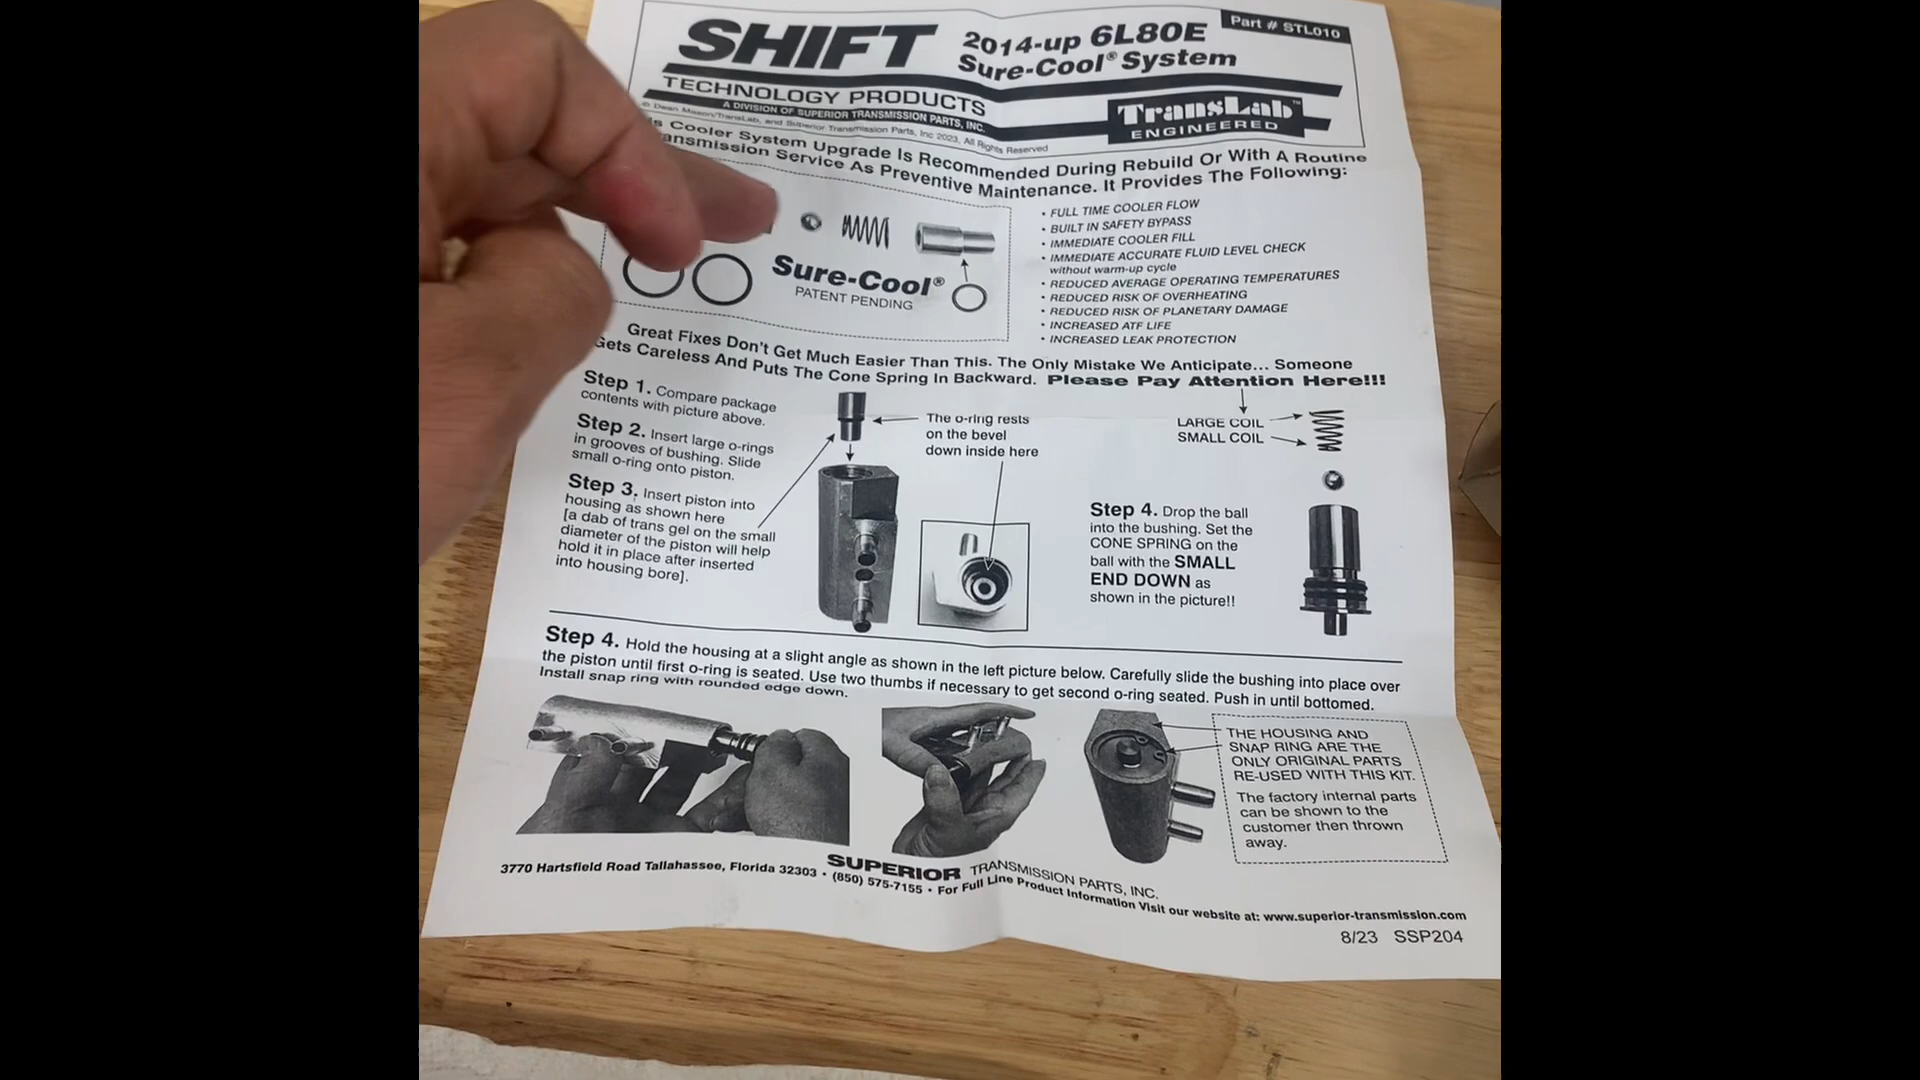 SHIFT
TECHNOLOGY PRODUCTS
A DIVISION OF SUPERIOR TRANSMISSION PARTS, INC.
© Dean Mason/TransLab, and Superior Transmission Parts, Inc 2023, All Rights Reserved
2014-up 6L80E
Sure-Cool® System
Part # STL010
TransLab™
ENGINEERED
Cooler System Upgrade Is Recommended During Rebuild Or With A Routine
Transmission Service As Preventive Maintenance. It Provides The Following:
Sure-Cool®
PATENT PENDING
• FULL TIME COOLER FLOW
• BUILT IN SAFETY BYPASS
• IMMEDIATE COOLER FILL
• IMMEDIATE ACCURATE FLUID LEVEL CHECK
without warm-up cycle
• REDUCED AVERAGE OPERATING TEMPERATURES
• REDUCED RISK OF OVERHEATING
• REDUCED RISK OF PLANETARY DAMAGE
• INCREASED ATF LIFE
• INCREASED LEAK PROTECTION
Great Fixes Don't Get Much Easier Than This. The Only Mistake We Anticipate... Someone
Gets Careless And Puts The Cone Spring In Backward. Please Pay Attention Here!!!
Step 1. Compare package
contents with picture above.
Step 2. Insert large o-rings
in grooves of bushing. Slide
small o-ring onto piston.
Step 3. Insert piston into
housing as shown here
[a dab of trans gel on the small
diameter of the piston will help
hold it in place after inserted
into housing bore].
The o-ring rests
on the bevel
down inside here
LARGE COIL
SMALL COIL
Step 4. Drop the ball
into the bushing. Set the
CONE SPRING on the
ball with the SMALL
END DOWN as
shown in the picture!!
Step 4. Hold the housing at a slight angle as shown in the left picture below. Carefully slide the bushing into place over
the piston until first o-ring is seated. Use two thumbs if necessary to get second o-ring seated. Push in until bottomed.
Install snap ring with rounded edge down.
THE HOUSING AND
SNAP RING ARE THE
ONLY ORIGINAL PARTS
RE-USED WITH THIS KIT.
The factory internal parts
can be shown to the
customer then thrown
away.
SUPERIOR TRANSMISSION PARTS, INC.
3770 Hartsfield Road Tallahassee, Florida 32303 • (850) 575-7155 • For Full Line Product Information Visit our website at: www.superior-transmission.com
8/23 SSP204